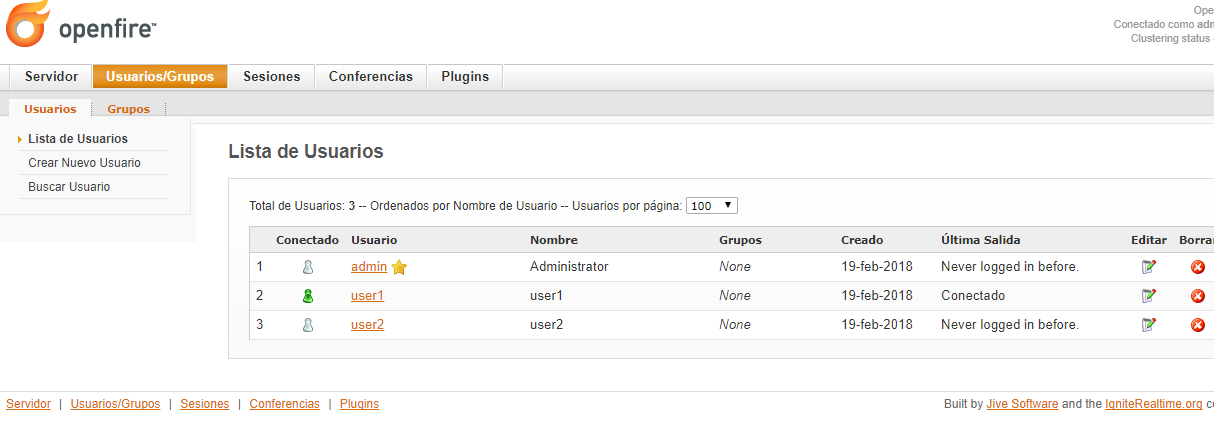 openfire™
Ope
Conectado como adm
Clustering status -
Servidor Usuarios/Grupos Sesiones Conferencias Plugins
Usuarios Grupos
Lista de Usuarios
Crear Nuevo Usuario
Buscar Usuario
Lista de Usuarios
Total de Usuarios: 3 -- Ordenados por Nombre de Usuario -- Usuarios por página: 100
Conectado Usuario Nombre Grupos Creado Última Salida Editar Borrar
1 admin Administrator None 19-feb-2018 Never logged in before.
2 user1 user1 None 19-feb-2018 Conectado
3 user2 user2 None 19-feb-2018 Never logged in before.
Servidor | Usuarios/Grupos | Sesiones | Conferencias | Plugins
Built by Jive Software and the IgniteRealtime.org co